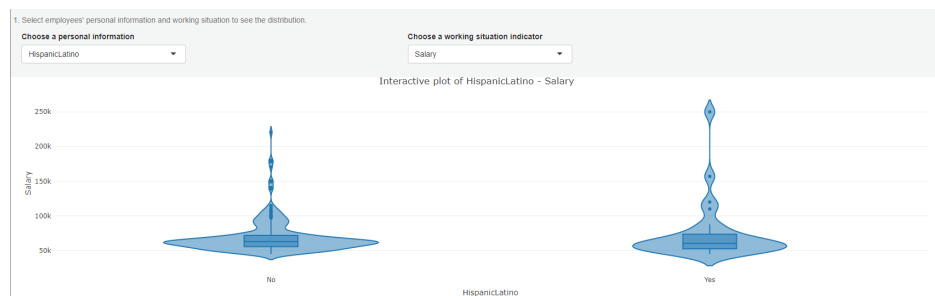 1. Select employees' personal information and working situation to see the distribution.
Choose a personal information
Choose a working situation indicator
HispanicLatino
Salary
Interactive plot of HispanicLatino - Salary
250k
200k
150k
100k
50k
Salary
No
Yes
HispanicLatino